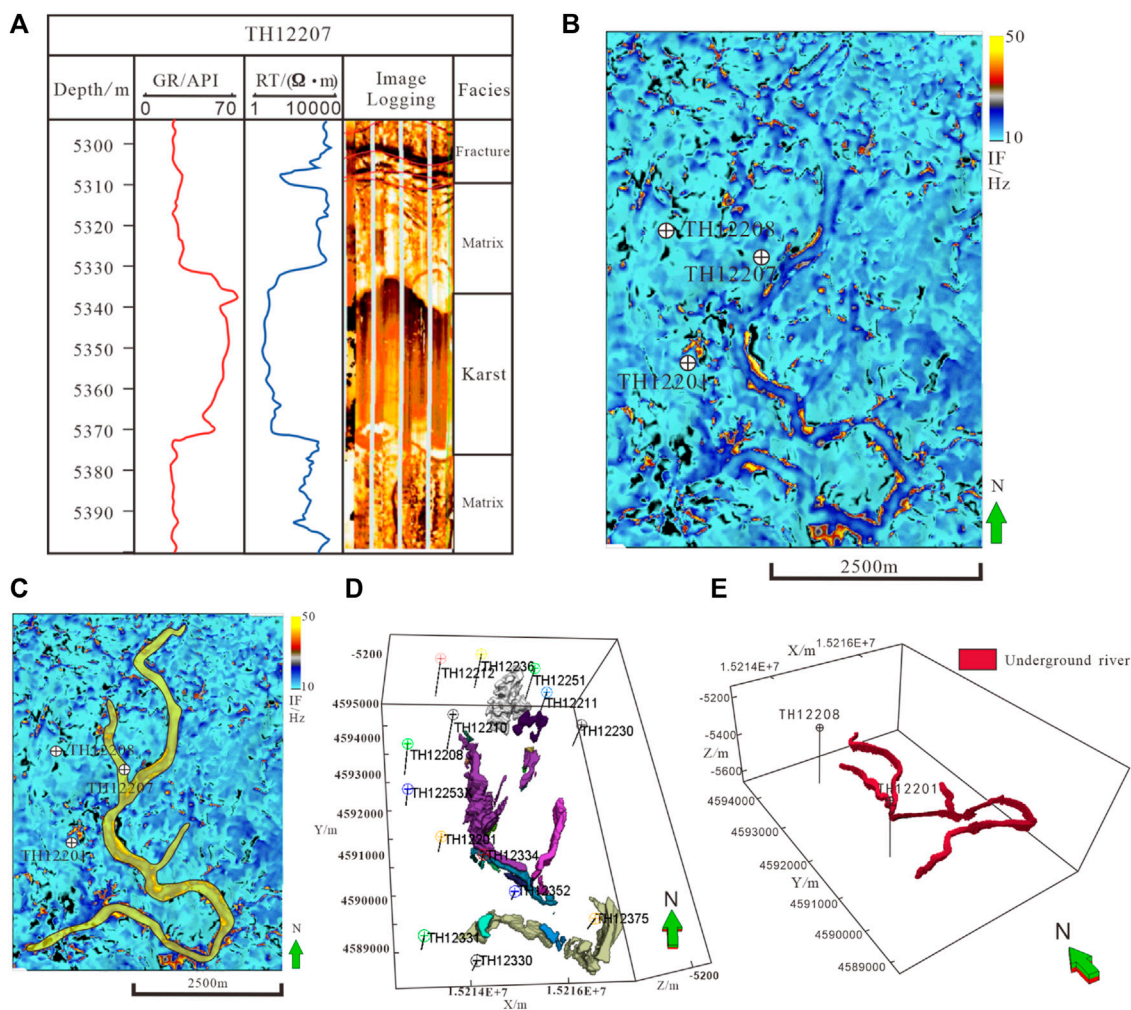 A
TH12207
Depth/m
GR/API
0 70
RT/(Ω·m)
1 10000
Image
Logging
Facies
5300
5310
5320
5330
5340
5350
5360
5370
5380
5390
Fracture
Matrix
Karst
Matrix
B
50
10
IF/
Hz
TH12208
TH12207
TH12201
N
2500m
C
50
10
IF/
Hz
TH12208
TH12207
TH12201
N
2500m
D
-5200
4595000
4594000
4593000
4592000
Y/m
4591000
4590000
4589000
TH12212
TH12236
TH12251
TH12211
TH12210
TH12230
TH12208
TH12253X
TH12201
TH12334
TH12352
TH12375
TH12331
TH12330
1.5214E+7
1.5216E+7
X/m
Z/m
-5200
N
E
Underground river
1.5216E+7
X/m
1.5214E+7
-5200
-5400
Z/m
-5600
TH12208
TH12201
4594000
4593000
4592000
Y/m
4591000
4590000
4589000
N